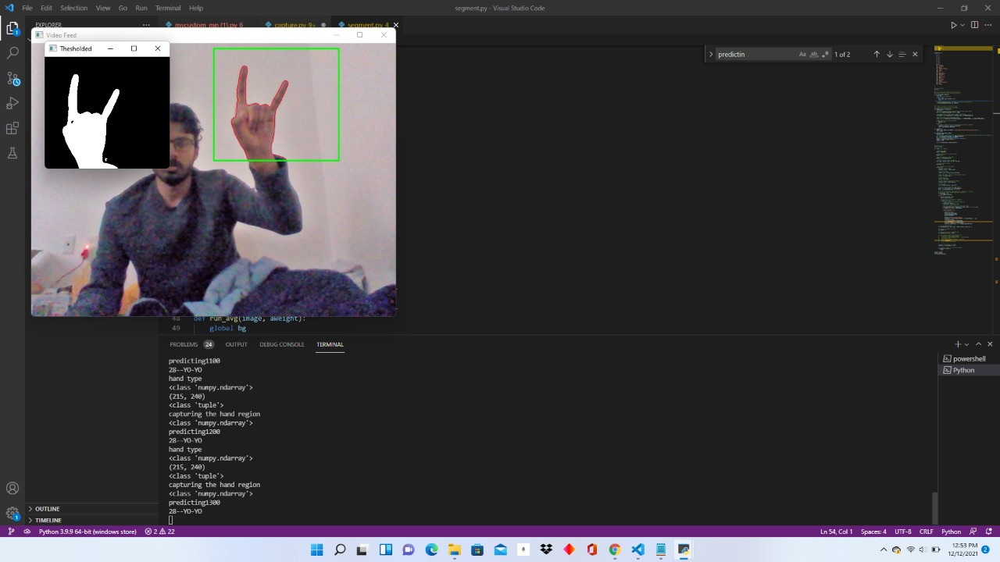 File Edit Selection View Go Run Terminal Help
segment.py - Visual Studio Code
EXPLORER
mycustom_mn (1).py 6
capture.py 9+
segment.py 4
Video Feed
Thesholded
predictin
Aa
ab
1 of 2
48 def run_avg(image, aWeight):
49 global bg
PROBLEMS 24 OUTPUT DEBUG CONSOLE TERMINAL
powershell
Python
predicting1100
28--YO-YO
hand type
<class 'numpy.ndarray'>
(215, 240)
<class 'tuple'>
capturing the hand region
<class 'numpy.ndarray'>
predicting1200
28--YO-YO
hand type
<class 'numpy.ndarray'>
(215, 240)
<class 'tuple'>
capturing the hand region
<class 'numpy.ndarray'>
predicting1300
28--YO-YO
OUTLINE
TIMELINE
Python 3.9.9 64-bit (windows store) 2 22
Ln 54, Col 1 Spaces: 4 UTF-8 CRLF Python
12:53 PM
12/12/2021
2